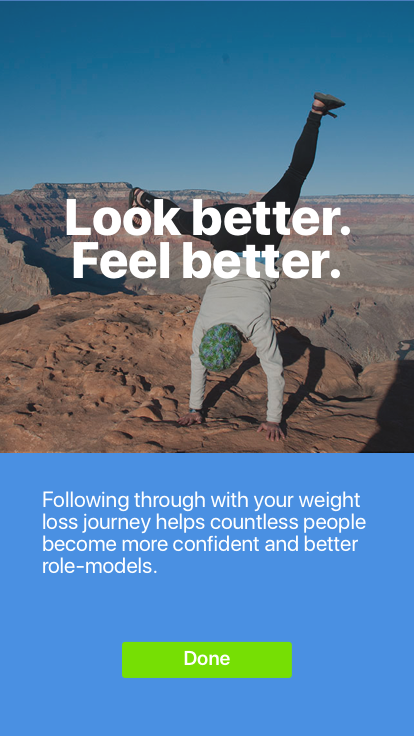 Look better.
Feel better.
Following through with your weight
loss journey helps countless people
become more confident and better
role-models.
Done